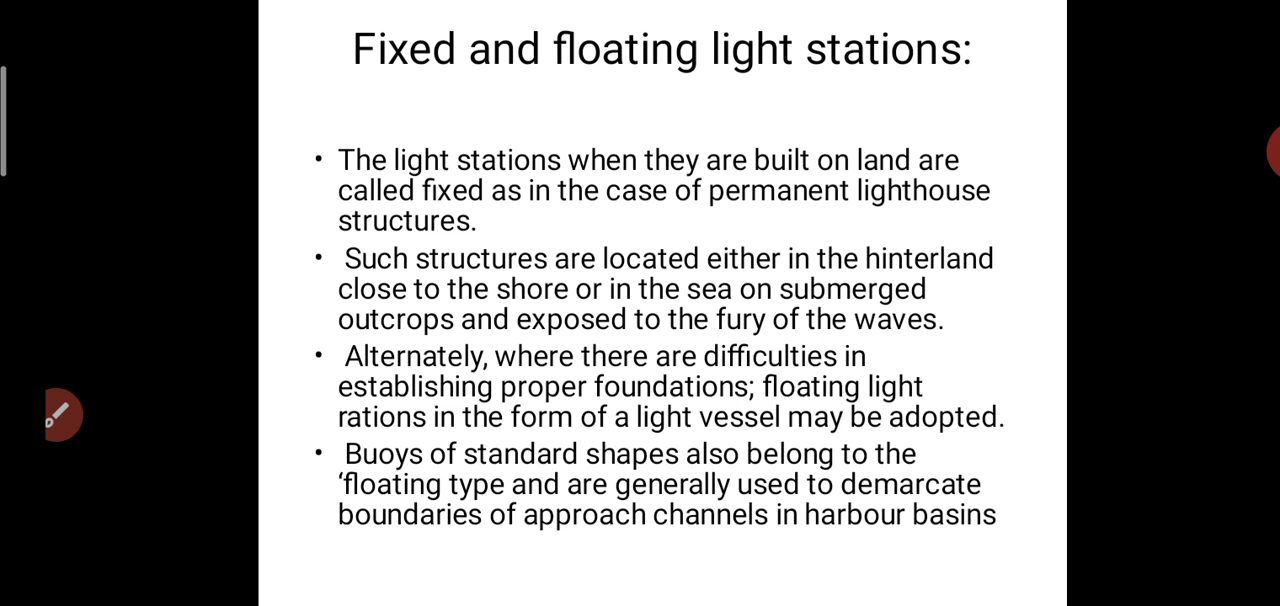 Fixed and floating light stations:
• The light stations when they are built on land are
called fixed as in the case of permanent lighthouse
structures.
• Such structures are located either in the hinterland
close to the shore or in the sea on submerged
outcrops and exposed to the fury of the waves.
• Alternately, where there are difficulties in
establishing proper foundations; floating light
rations in the form of a light vessel may be adopted.
• Buoys of standard shapes also belong to the
‘floating type and are generally used to demarcate
boundaries of approach channels in harbour basins